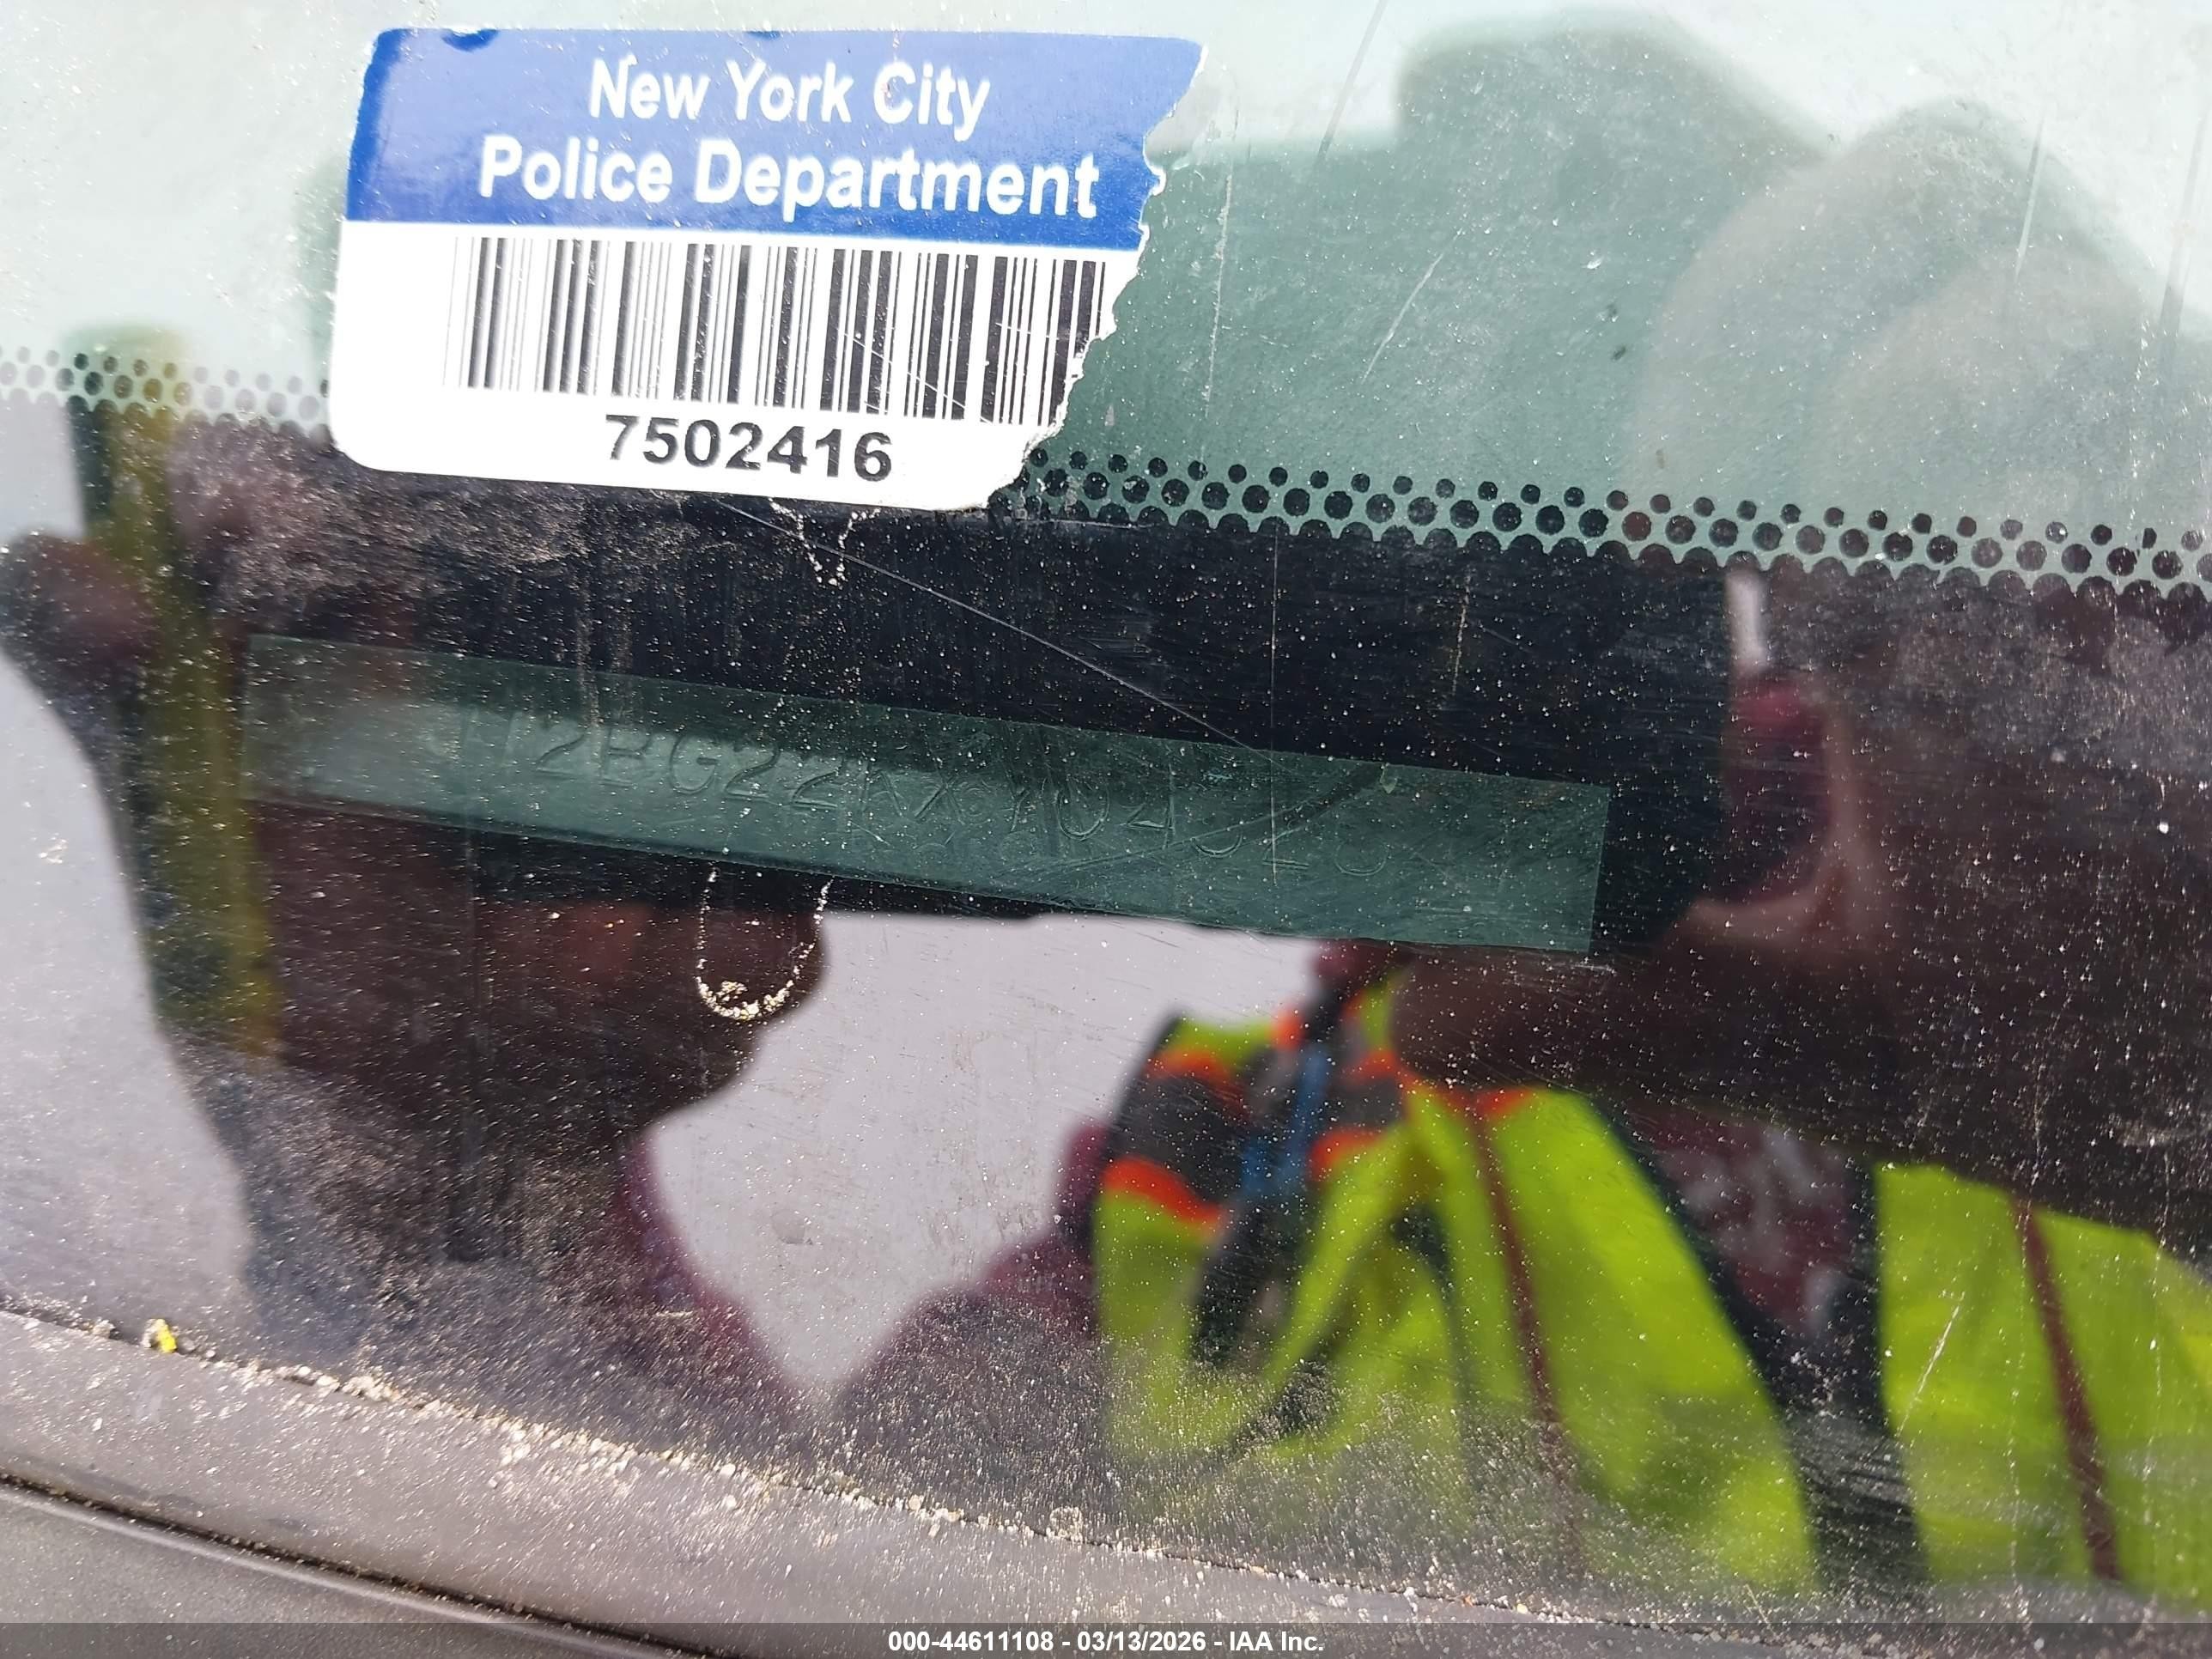 New York City
Police Department
7502416
000-44611108 - 03/13/2026 - IAA Inc.